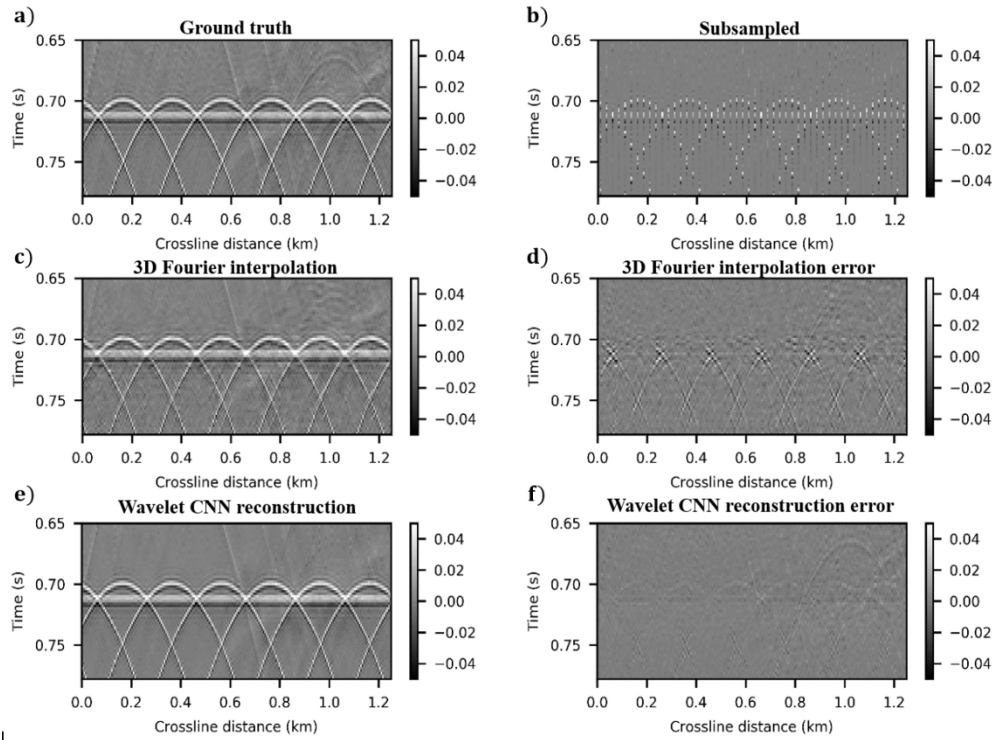 a)
Ground truth
0.65
0.70
0.75
Time (s)
0.0 0.2 0.4 0.6 0.8 1.0 1.2
Crossline distance (km)
0.04
0.02
0.00
−0.02
−0.04
b)
Subsampled
0.65
0.70
0.75
Time (s)
0.0 0.2 0.4 0.6 0.8 1.0 1.2
Crossline distance (km)
0.04
0.02
0.00
−0.02
−0.04
c)
3D Fourier interpolation
0.65
0.70
0.75
Time (s)
0.0 0.2 0.4 0.6 0.8 1.0 1.2
Crossline distance (km)
0.04
0.02
0.00
−0.02
−0.04
d)
3D Fourier interpolation error
0.65
0.70
0.75
Time (s)
0.0 0.2 0.4 0.6 0.8 1.0 1.2
Crossline distance (km)
0.04
0.02
0.00
−0.02
−0.04
e)
Wavelet CNN reconstruction
0.65
0.70
0.75
Time (s)
0.0 0.2 0.4 0.6 0.8 1.0 1.2
Crossline distance (km)
0.04
0.02
0.00
−0.02
−0.04
f)
Wavelet CNN reconstruction error
0.65
0.70
0.75
Time (s)
0.0 0.2 0.4 0.6 0.8 1.0 1.2
Crossline distance (km)
0.04
0.02
0.00
−0.02
−0.04